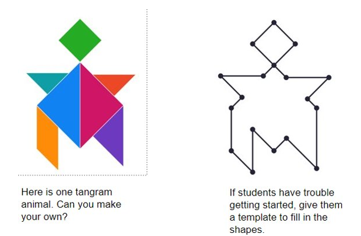 Here is one tangram
animal. Can you make
your own?
If students have trouble
getting started, give them
a template to fill in the
shapes.